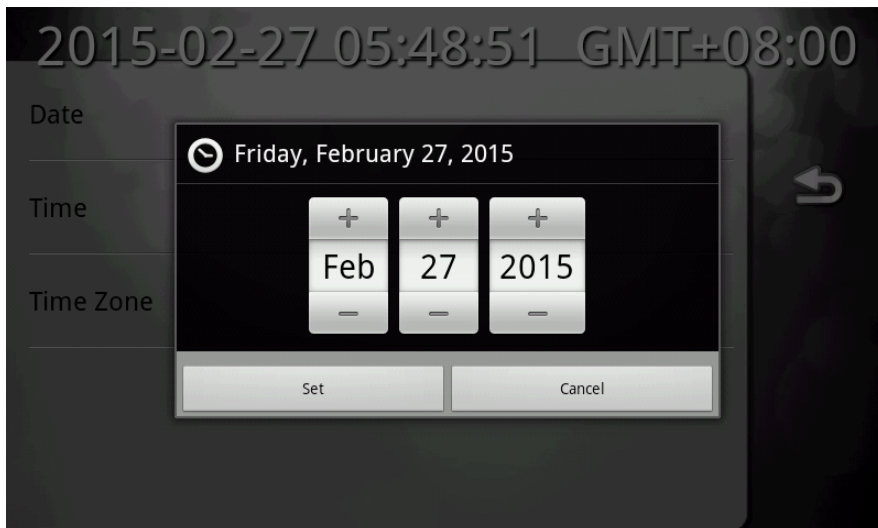 2015-02-27 05:48:51 GMT+08:00
Date
Friday, February 27, 2015
Time
+ + +
Feb 27 2015
- - -
Time Zone
Set Cancel